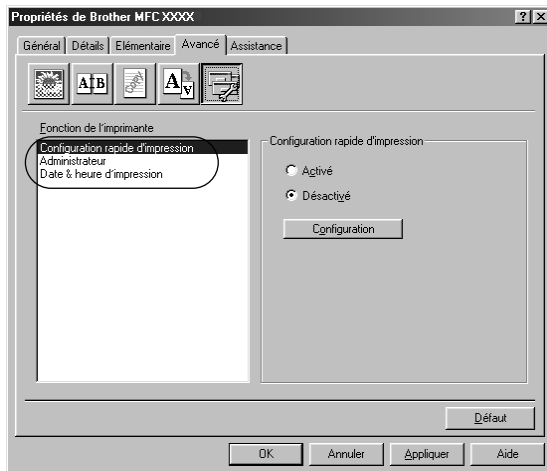 Propriétés de Brother MFC XXXX
Général Détails Elémentaire Avancé Assistance
A B Copy A A
Fonction de l'imprimante
Configuration rapide d'impression
Administrateur
Date & heure d'impression
Configuration rapide d'impression
Activé
Désactivé
Configuration
Défaut
OK Annuler Appliquer Aide